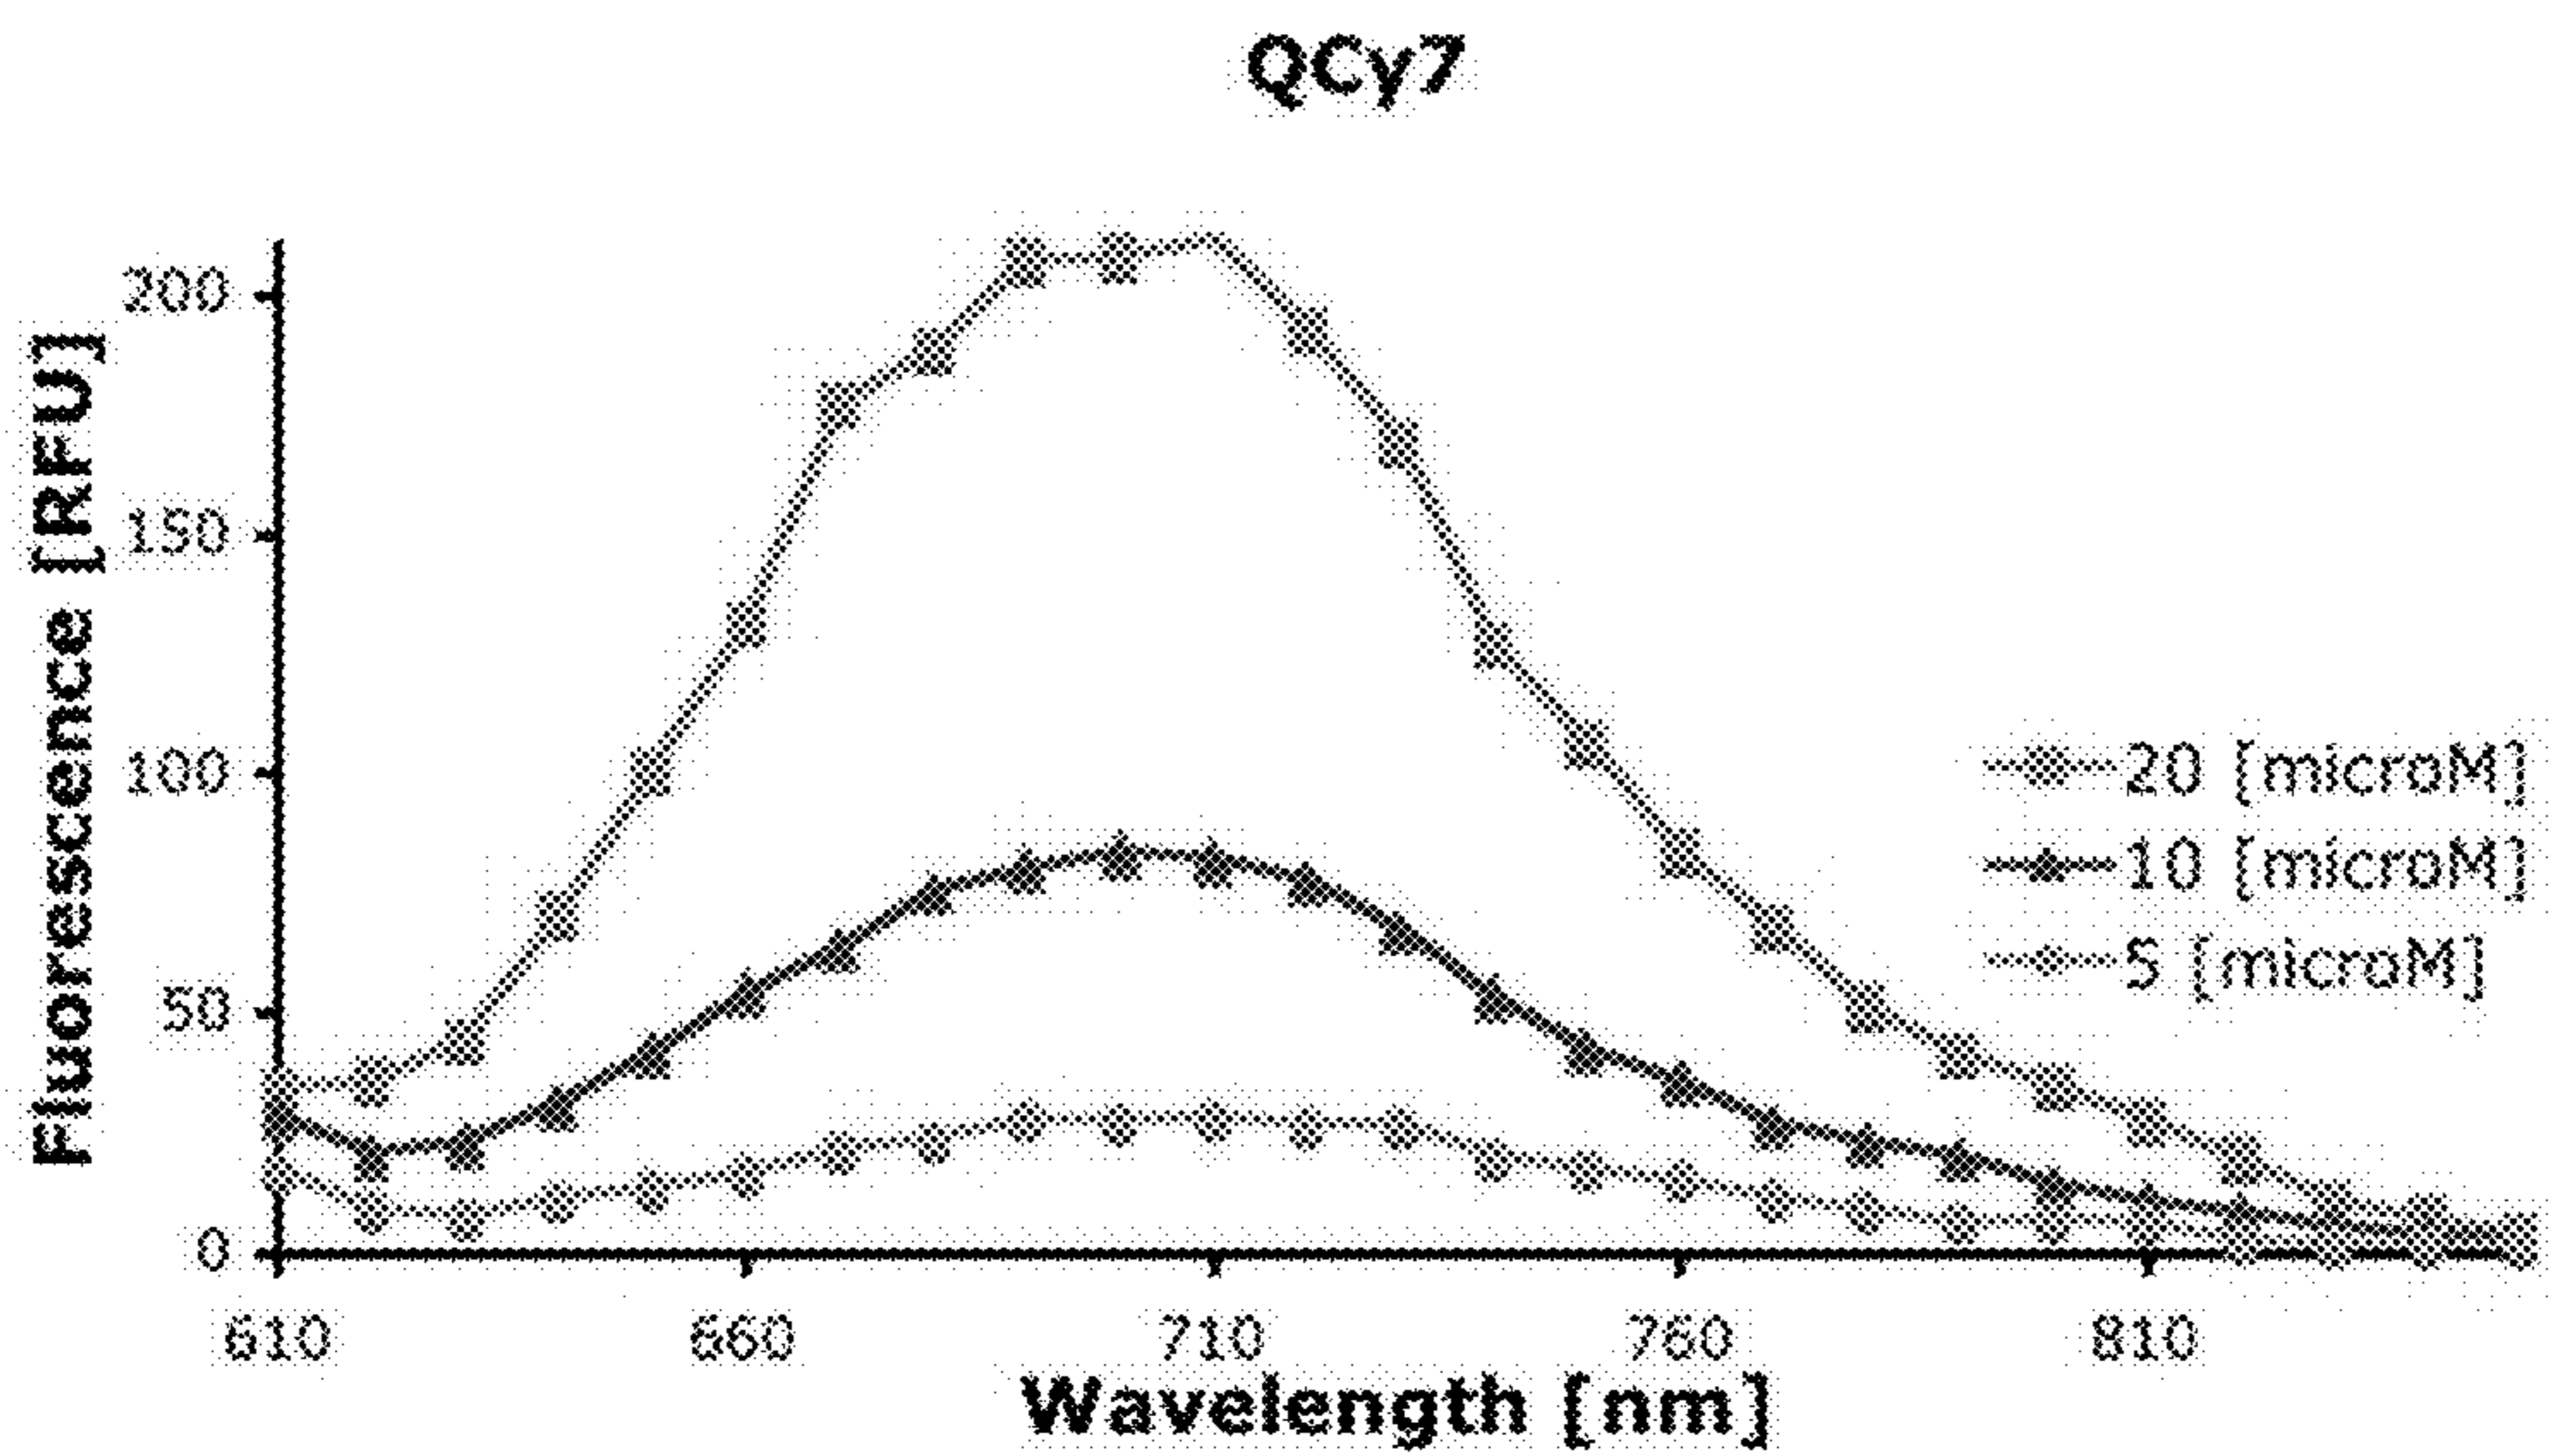 QCy7
Fluorescence [RFU]
200
150
100
50
0
610
660
710
760
810
Wavelength [nm]
20 [microM]
10 [microM]
5 [microM]